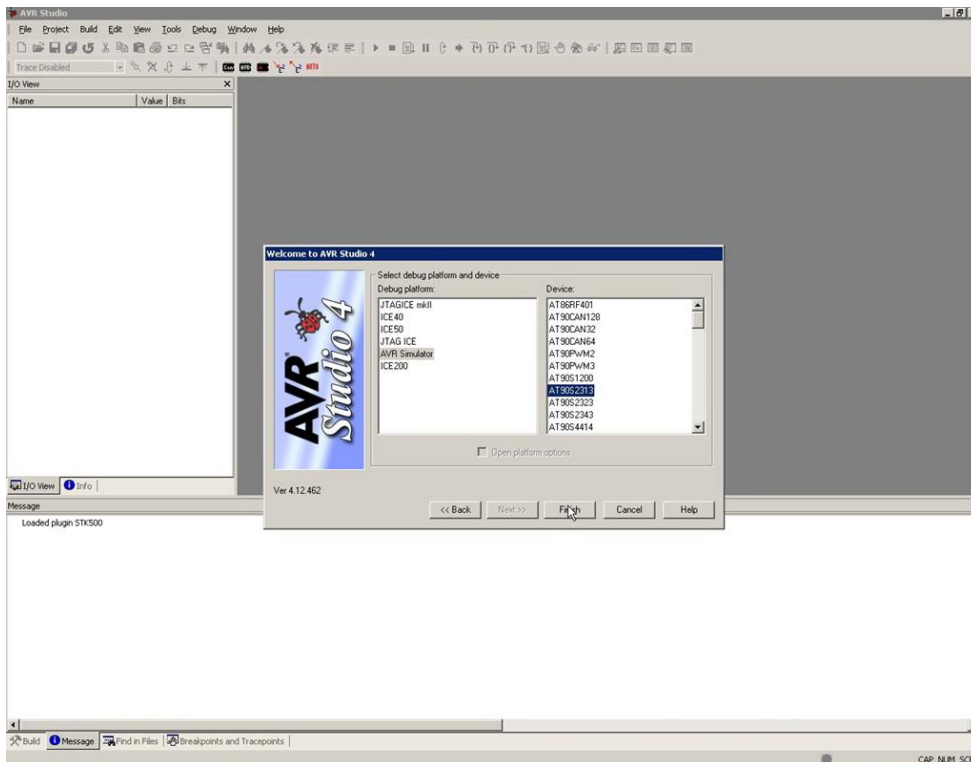 AVR Studio
File Project Build Edit View Tools Debug Window Help
Trace Disabled
I/O View
Name Value Bits
Welcome to AVR Studio 4
Select debug platform and device
Debug platform: Device:
JTAGICE mkII AT86RF401
ICE40 AT90CAN128
ICE50 AT90CAN32
JTAG ICE AT90CAN64
AVR Simulator AT90PWM2
ICE200 AT90PWM3
AT90S1200
AT90S2313
AT90S2323
AT90S2343
AT90S4414
AVR Studio 4
Open platform options
Ver 4.12.462
<< Back Next >> Finish Cancel Help
I/O View Info
Message
Loaded plugin STK500
Build Message Find in Files Breakpoints and Tracepoints
CAP NUM